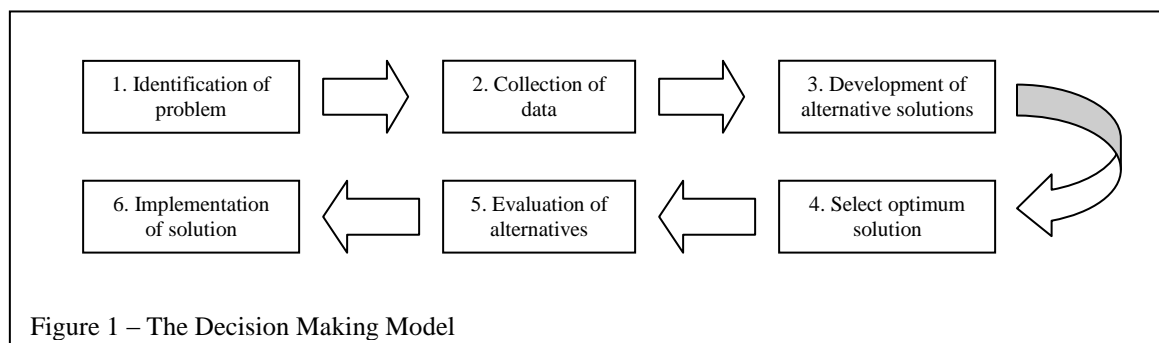 1. Identification of
problem
2. Collection of
data
3. Development of
alternative solutions
4. Select optimum
solution
5. Evaluation of
alternatives
6. Implementation
of solution
Figure 1 – The Decision Making Model